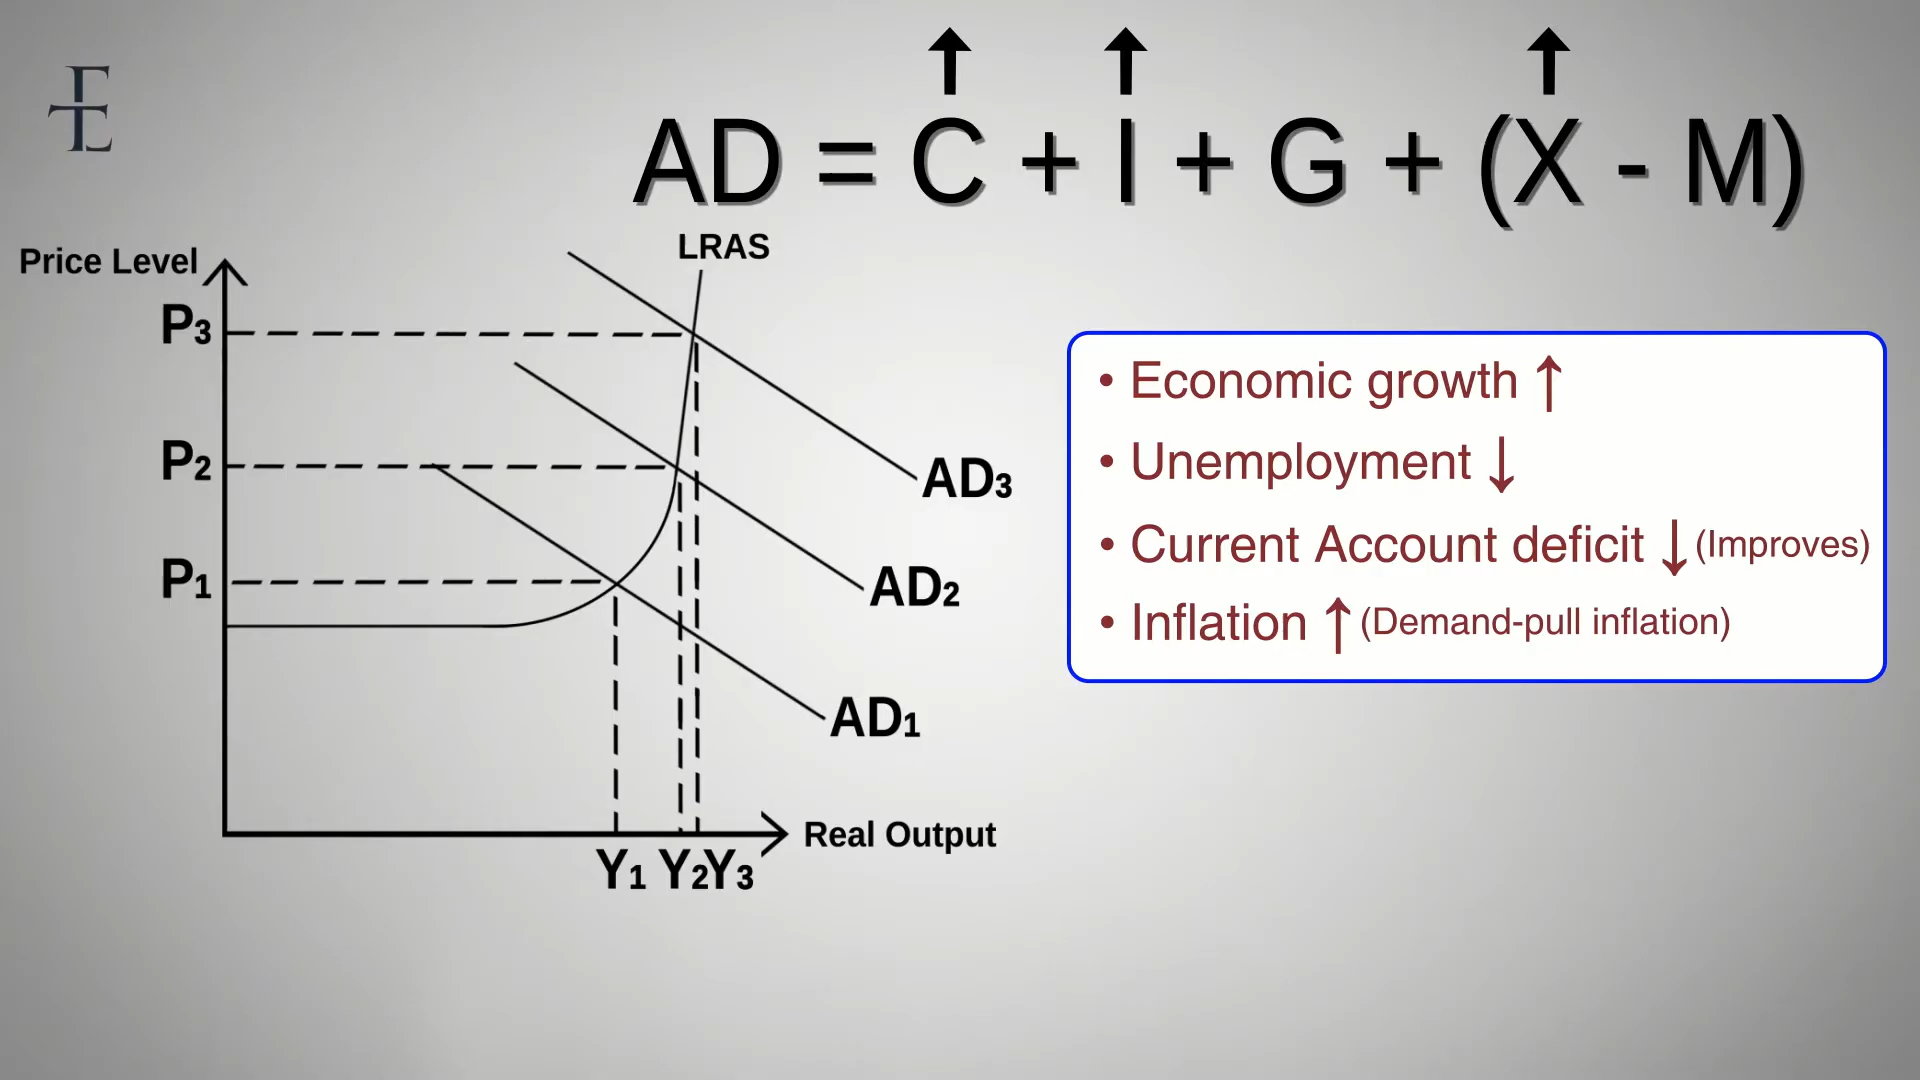 AD = C + I + G + (X - M)
LRAS
Price Level
P3
P2
P1
AD3
AD2
AD1
Real Output
Y1 Y2Y3
• Economic growth ↑
• Unemployment ↓
• Current Account deficit ↓ (Improves)
• Inflation ↑ (Demand-pull inflation)